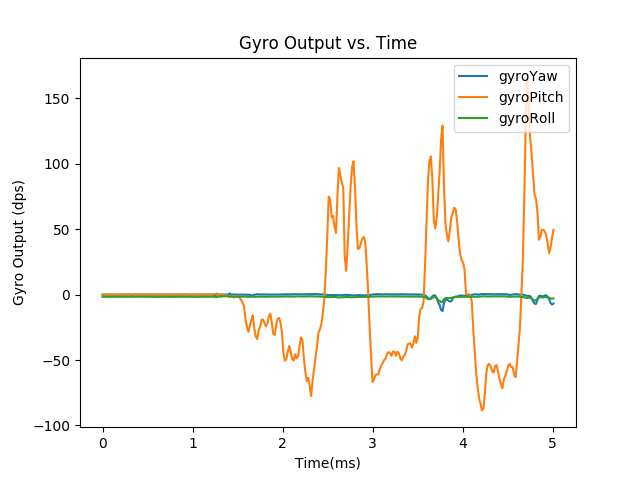 Gyro Output vs. Time
gyroYaw
gyroPitch
gyroRoll
Gyro Output (dps)
150
100
50
0
−50
−100
0 1 2 3 4 5
Time(ms)